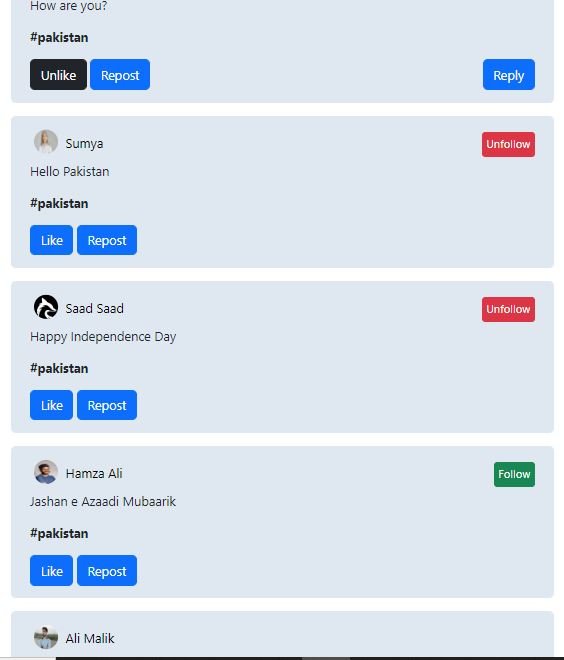 How are you?
#pakistan
Unlike Repost Reply
Sumya Unfollow
Hello Pakistan
#pakistan
Like Repost
Saad Saad Unfollow
Happy Independence Day
#pakistan
Like Repost
Hamza Ali Follow
Jashan e Azaadi Mubaarik
#pakistan
Like Repost
Ali Malik